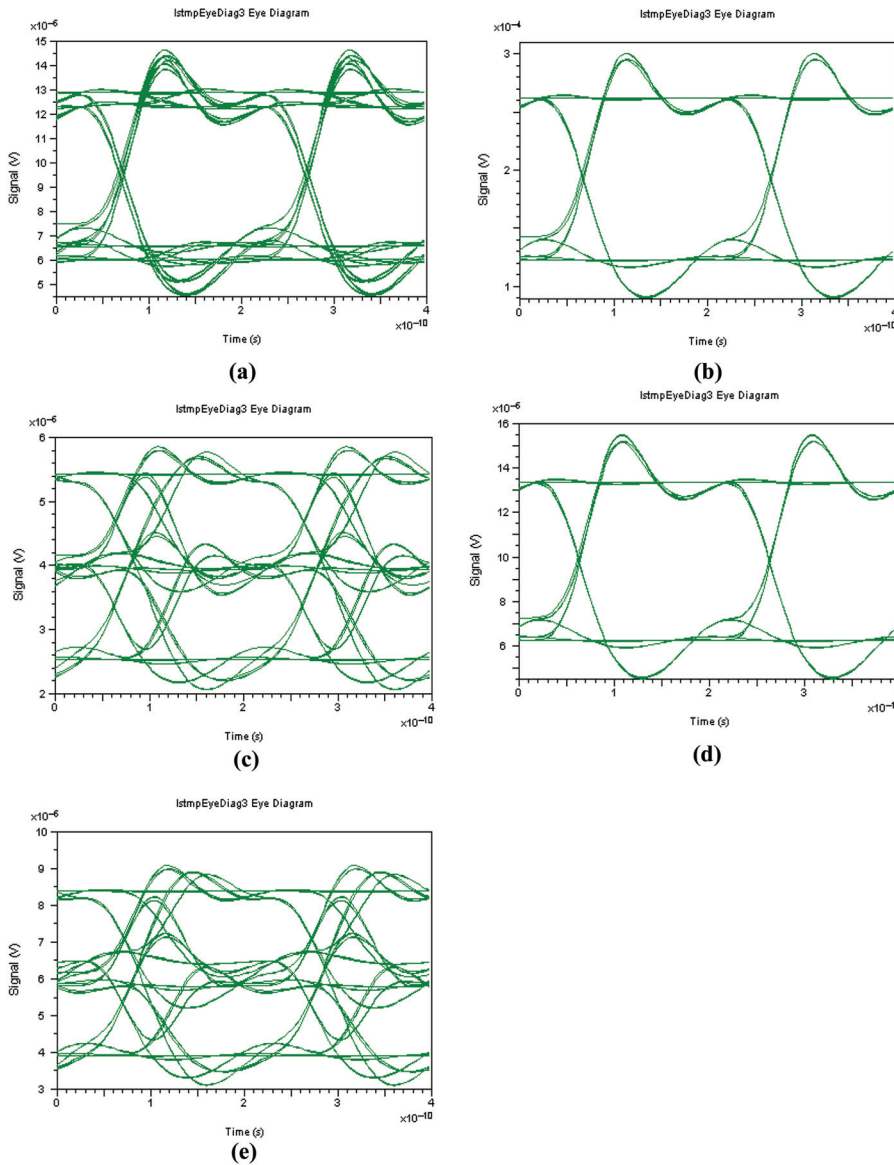 lstmpEyeDiag3 Eye Diagram
×10⁻⁶
15
14
13
12
11
10
9
8
7
6
5
Signal (V)
0 1 2 3 4
×10⁻¹⁰
Time (s)
(a)
lstmpEyeDiag3 Eye Diagram
×10⁻⁴
3
2
1
Signal (V)
0 1 2 3
×10⁻¹
Time (s)
(b)
lstmpEyeDiag3 Eye Diagram
×10⁻⁶
6
5
4
3
2
Signal (V)
0 1 2 3 4
×10⁻¹⁰
Time (s)
(c)
lstmpEyeDiag3 Eye Diagram
×10⁻⁶
16
14
12
10
8
6
Signal (V)
0 1 2 3
×10⁻¹
Time (s)
(d)
lstmpEyeDiag3 Eye Diagram
×10⁻⁶
10
9
8
7
6
5
4
3
Signal (V)
0 1 2 3 4
×10⁻¹⁰
Time (s)
(e)